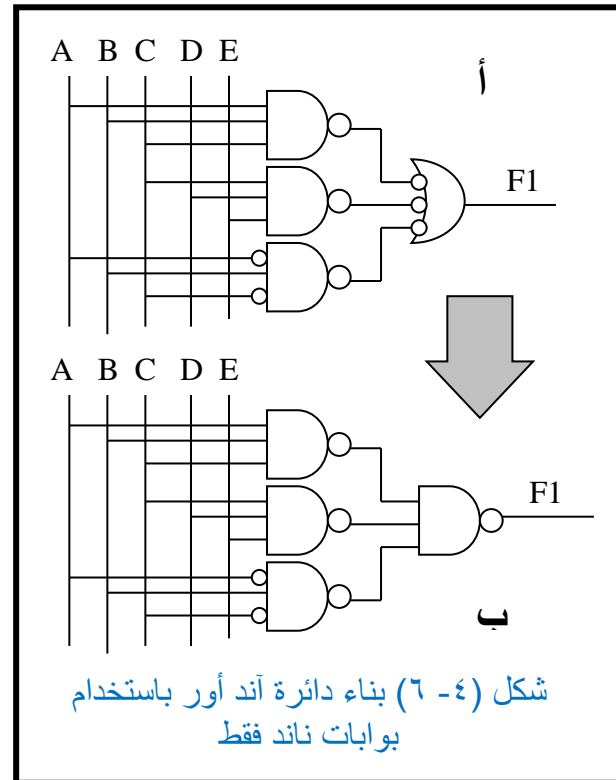 A B C D E
أ
F1
A B C D E
F1
ب
شكل (٤- ٦) بناء دائرة آند أور باستخدام
بوابات ناند فقط